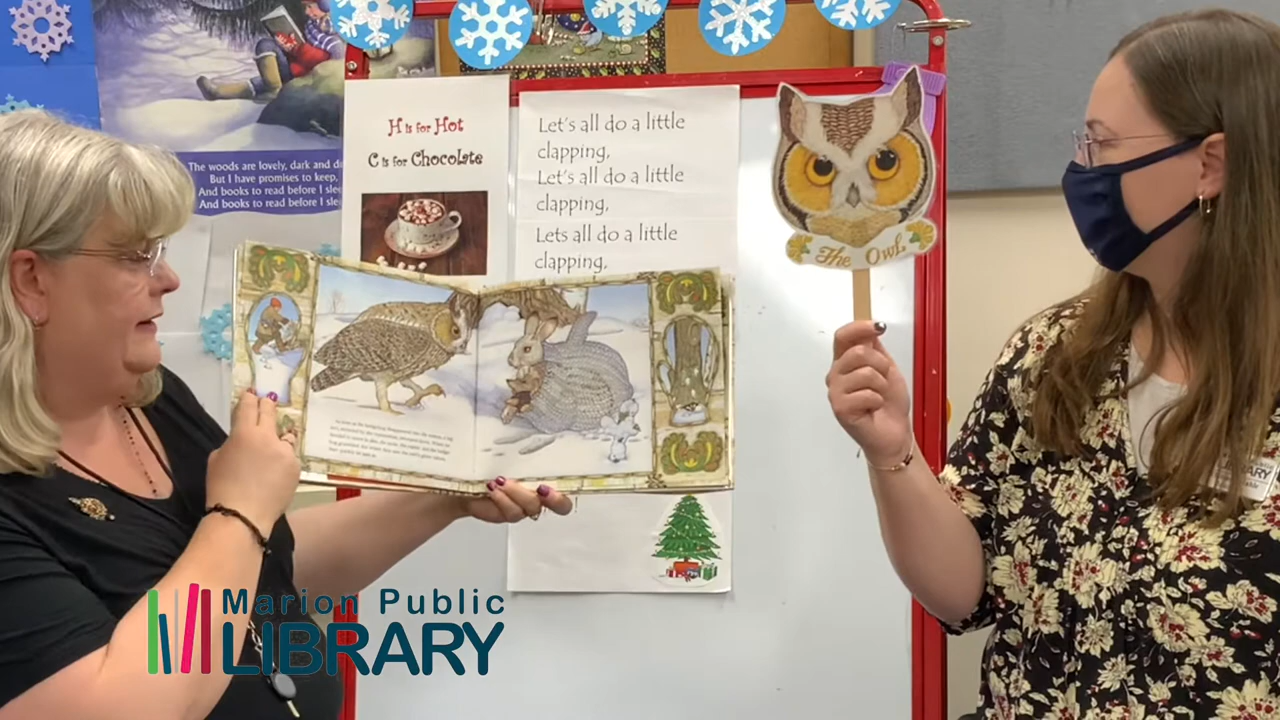 The woods are lovely, dark and d
But I have promises to keep,
And books to read before I slee
And books to read before I slee
H is for Hot
C is for Chocolate
Let's all do a little
clapping,
Let's all do a little
clapping,
Lets all do a little
clapping,
The Owl
Marion Public
LIBRARY